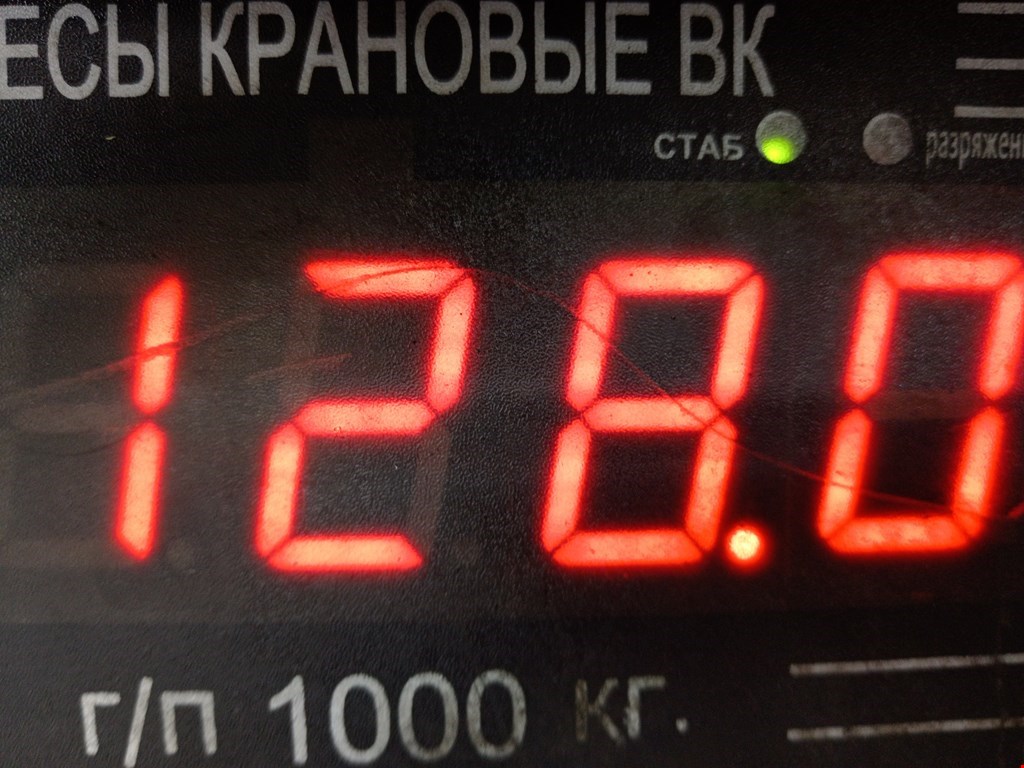 ЕСЫ КРАНОВЫЕ ВК
СТАБ разряжен
128.0
г/п 1000 кг.